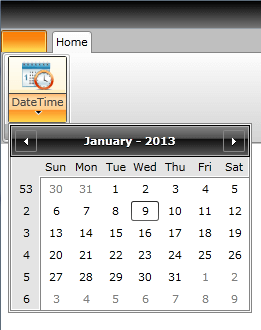 Home
DateTime
January - 2013
Sun Mon Tue Wed Thu Fri Sat
53 30 31 1 2 3 4 5
2 6 7 8 9 10 11 12
3 13 14 15 16 17 18 19
4 20 21 22 23 24 25 26
5 27 28 29 30 31 1 2
6 3 4 5 6 7 8 9